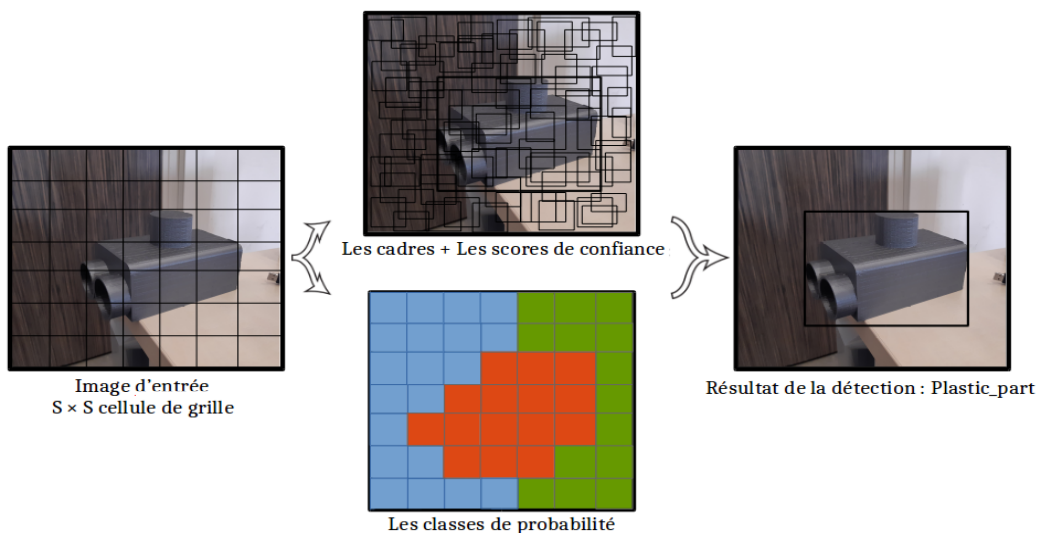 Les cadres + Les scores de confiance
Image d'entrée
S × S cellule de grille
Résultat de la détection : Plastic_part
Les classes de probabilité